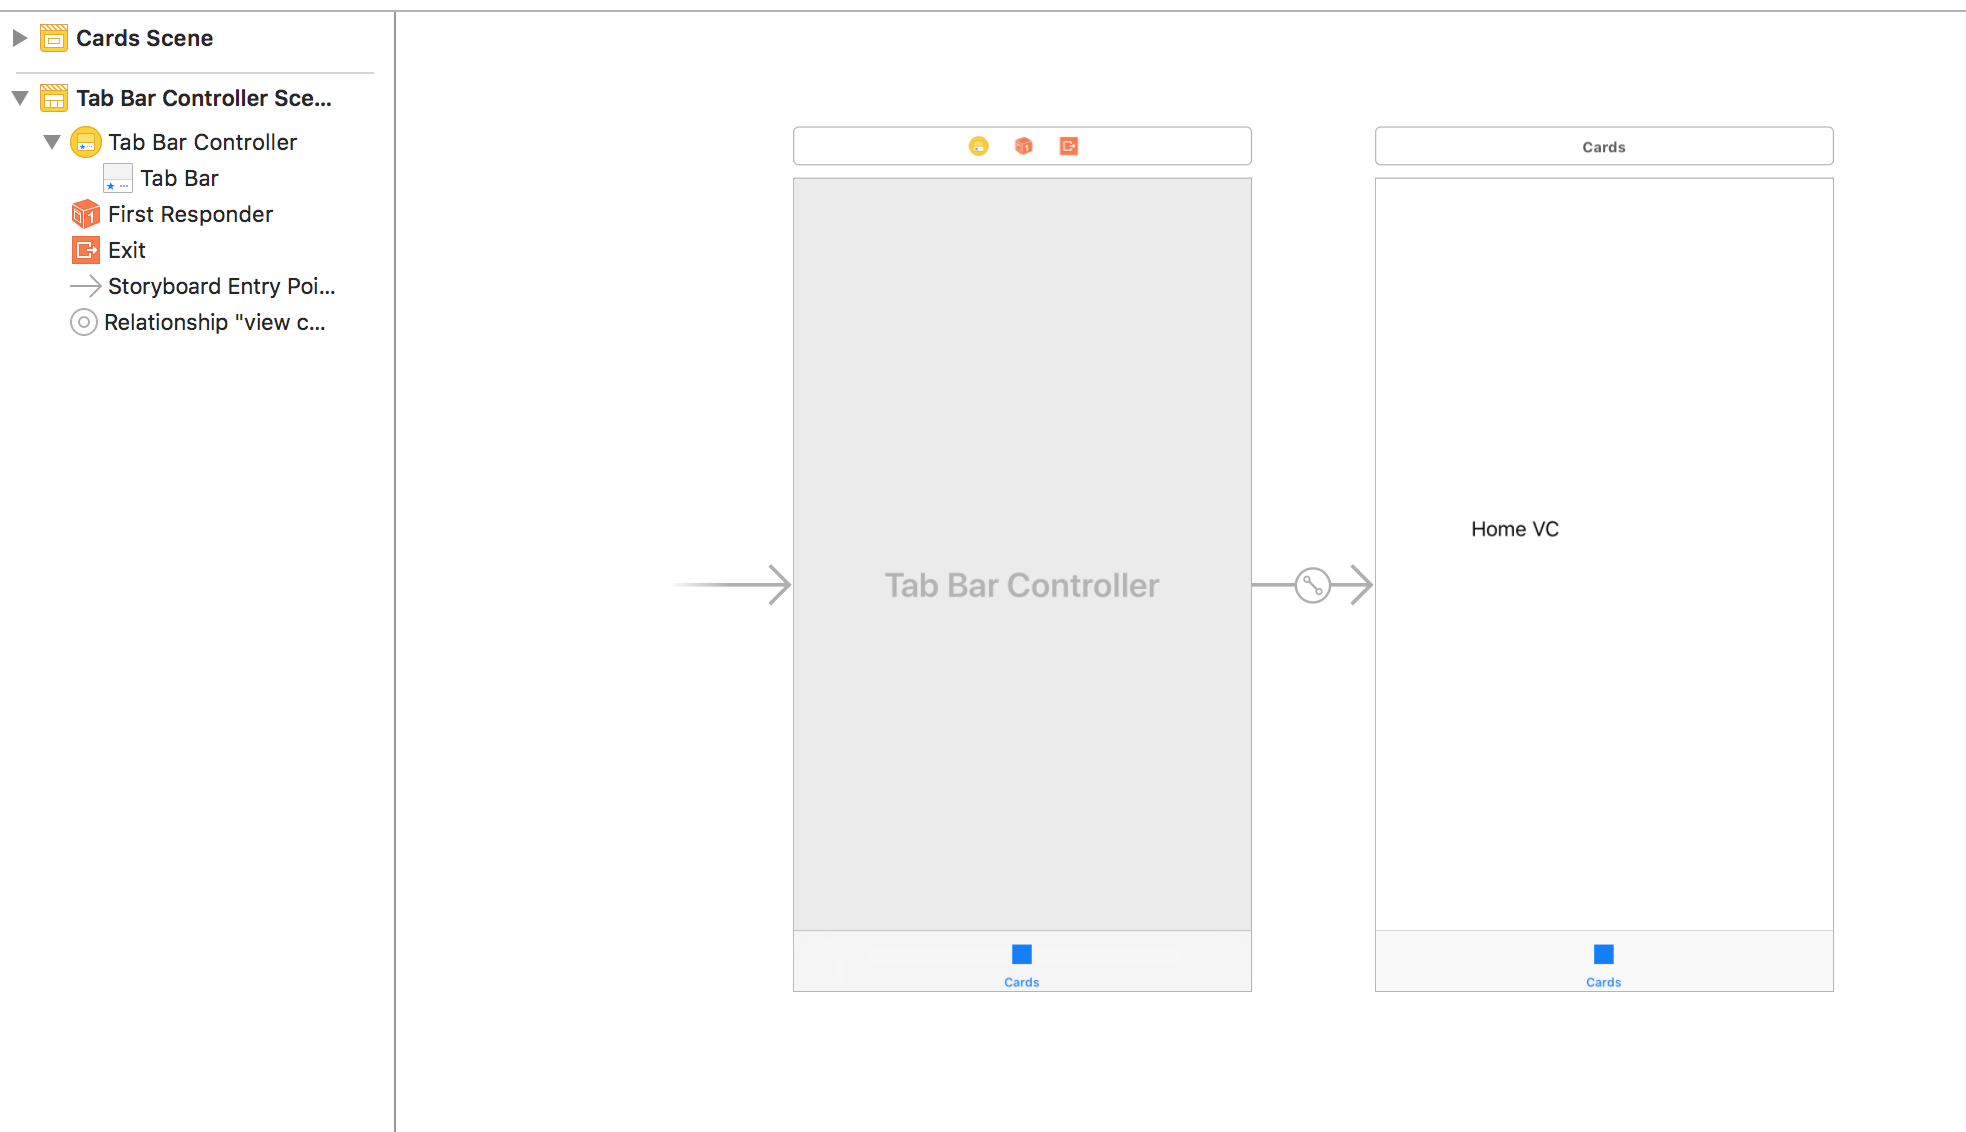 Cards Scene
Tab Bar Controller Sce...
Tab Bar Controller
Tab Bar
First Responder
Exit
Storyboard Entry Poi...
Relationship "view c...
1
Cards
Tab Bar Controller
Home VC
Cards
Cards